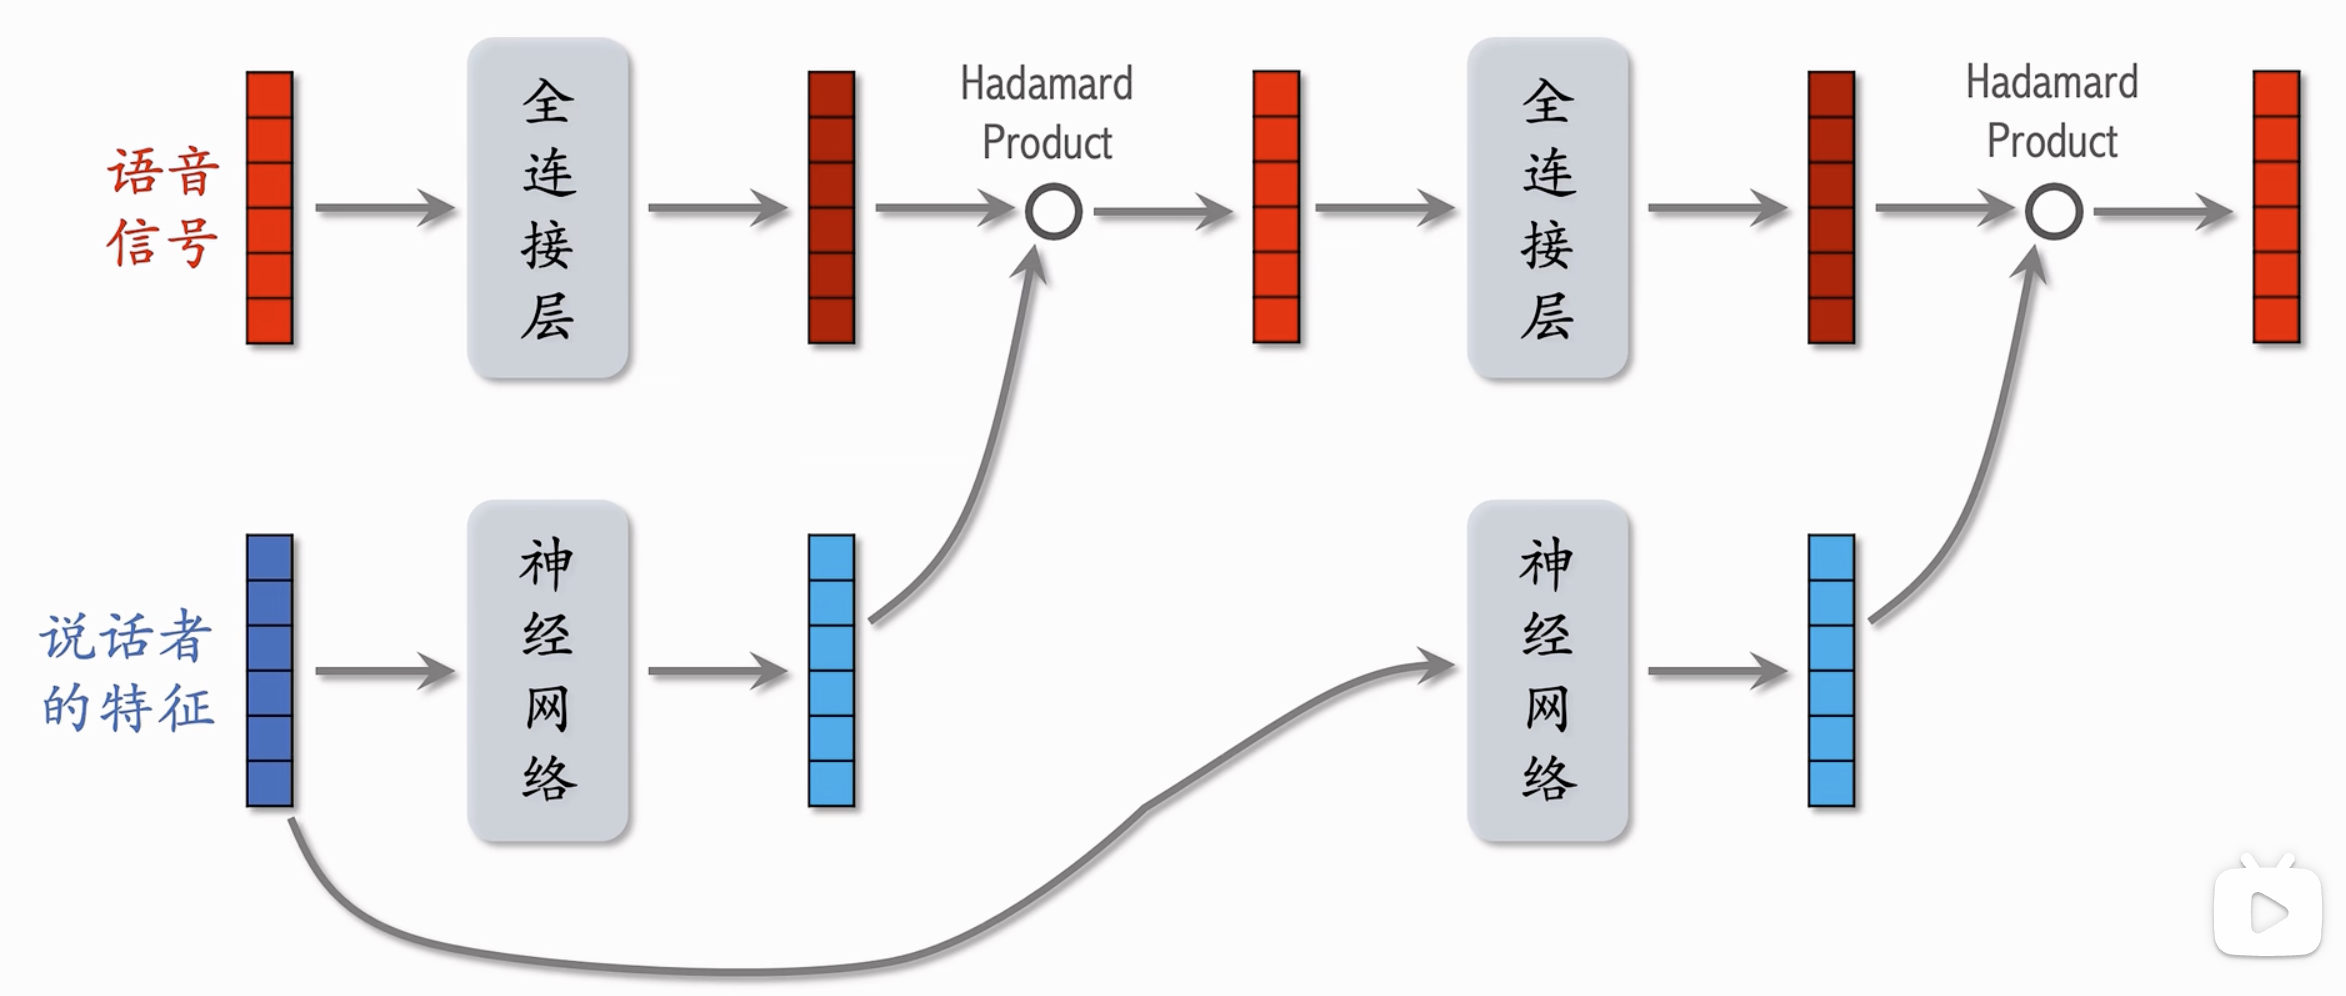 语音
信号
全
连
接
层
Hadamard
Product
全
连
接
层
Hadamard
Product
说话者
的特征
神
经
网
络
神
经
网
络